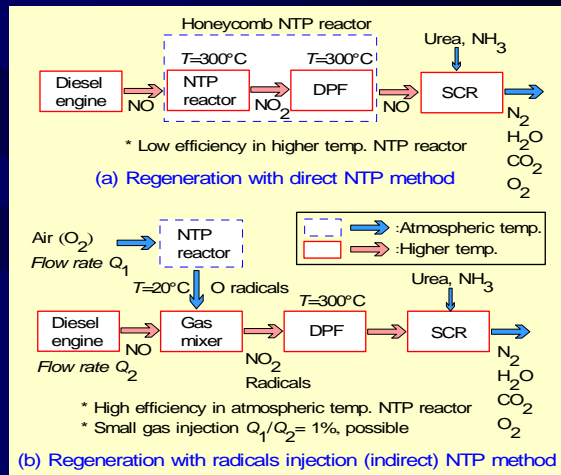 Honeycomb NTP reactor
T=300°C
T=300°C
Urea, NH3
Diesel engine
NO
NTP reactor
NO2
DPF
NO
SCR
N2
H2O
CO2
O2
* Low efficiency in higher temp. NTP reactor
(a) Regeneration with direct NTP method
:Atmospheric temp.
:Higher temp.
Air (O2)
Flow rate Q1
NTP reactor
T=20°C
O radicals
T=300°C
Urea, NH3
Diesel engine
Flow rate Q2
NO
Gas mixer
NO2
Radicals
DPF
SCR
N2
H2O
CO2
O2
* High efficiency in atmospheric temp. NTP reactor
* Small gas injection Q1/Q2= 1%, possible
(b) Regeneration with radicals injection (indirect) NTP method